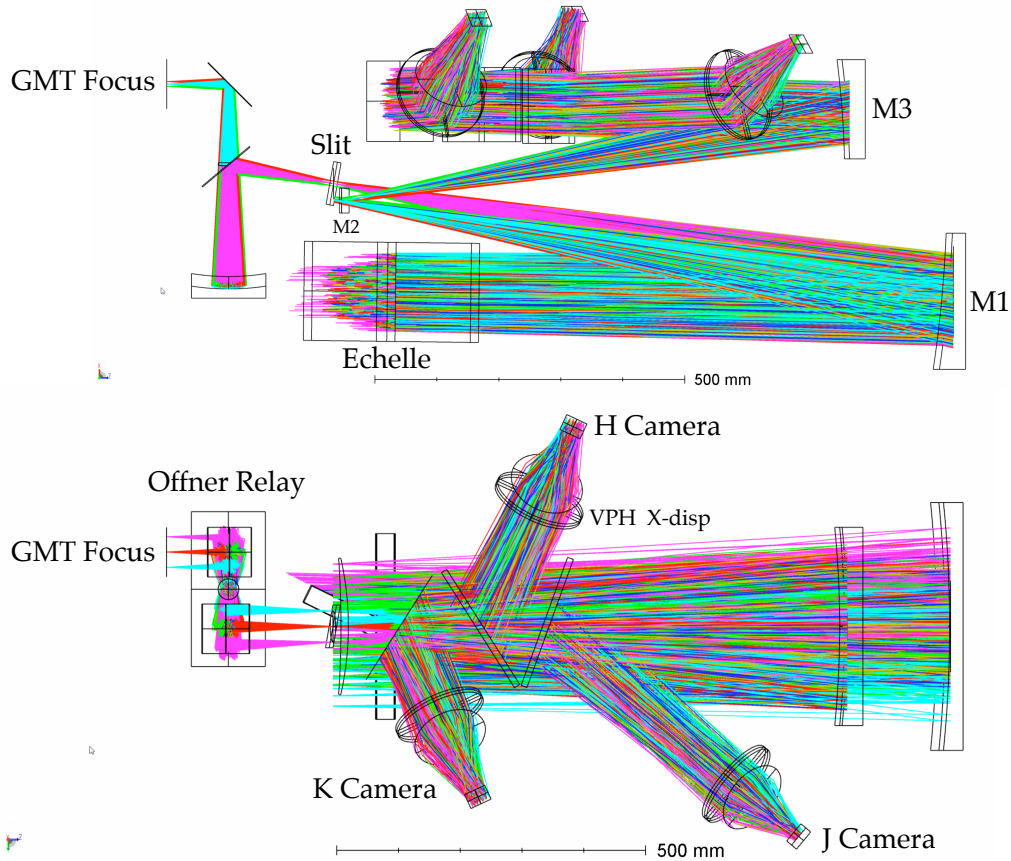 GMT Focus
Slit
M3
M2
M1
Echelle
500 mm
H Camera
Offner Relay
VPH X-disp
GMT Focus
K Camera
J Camera
500 mm